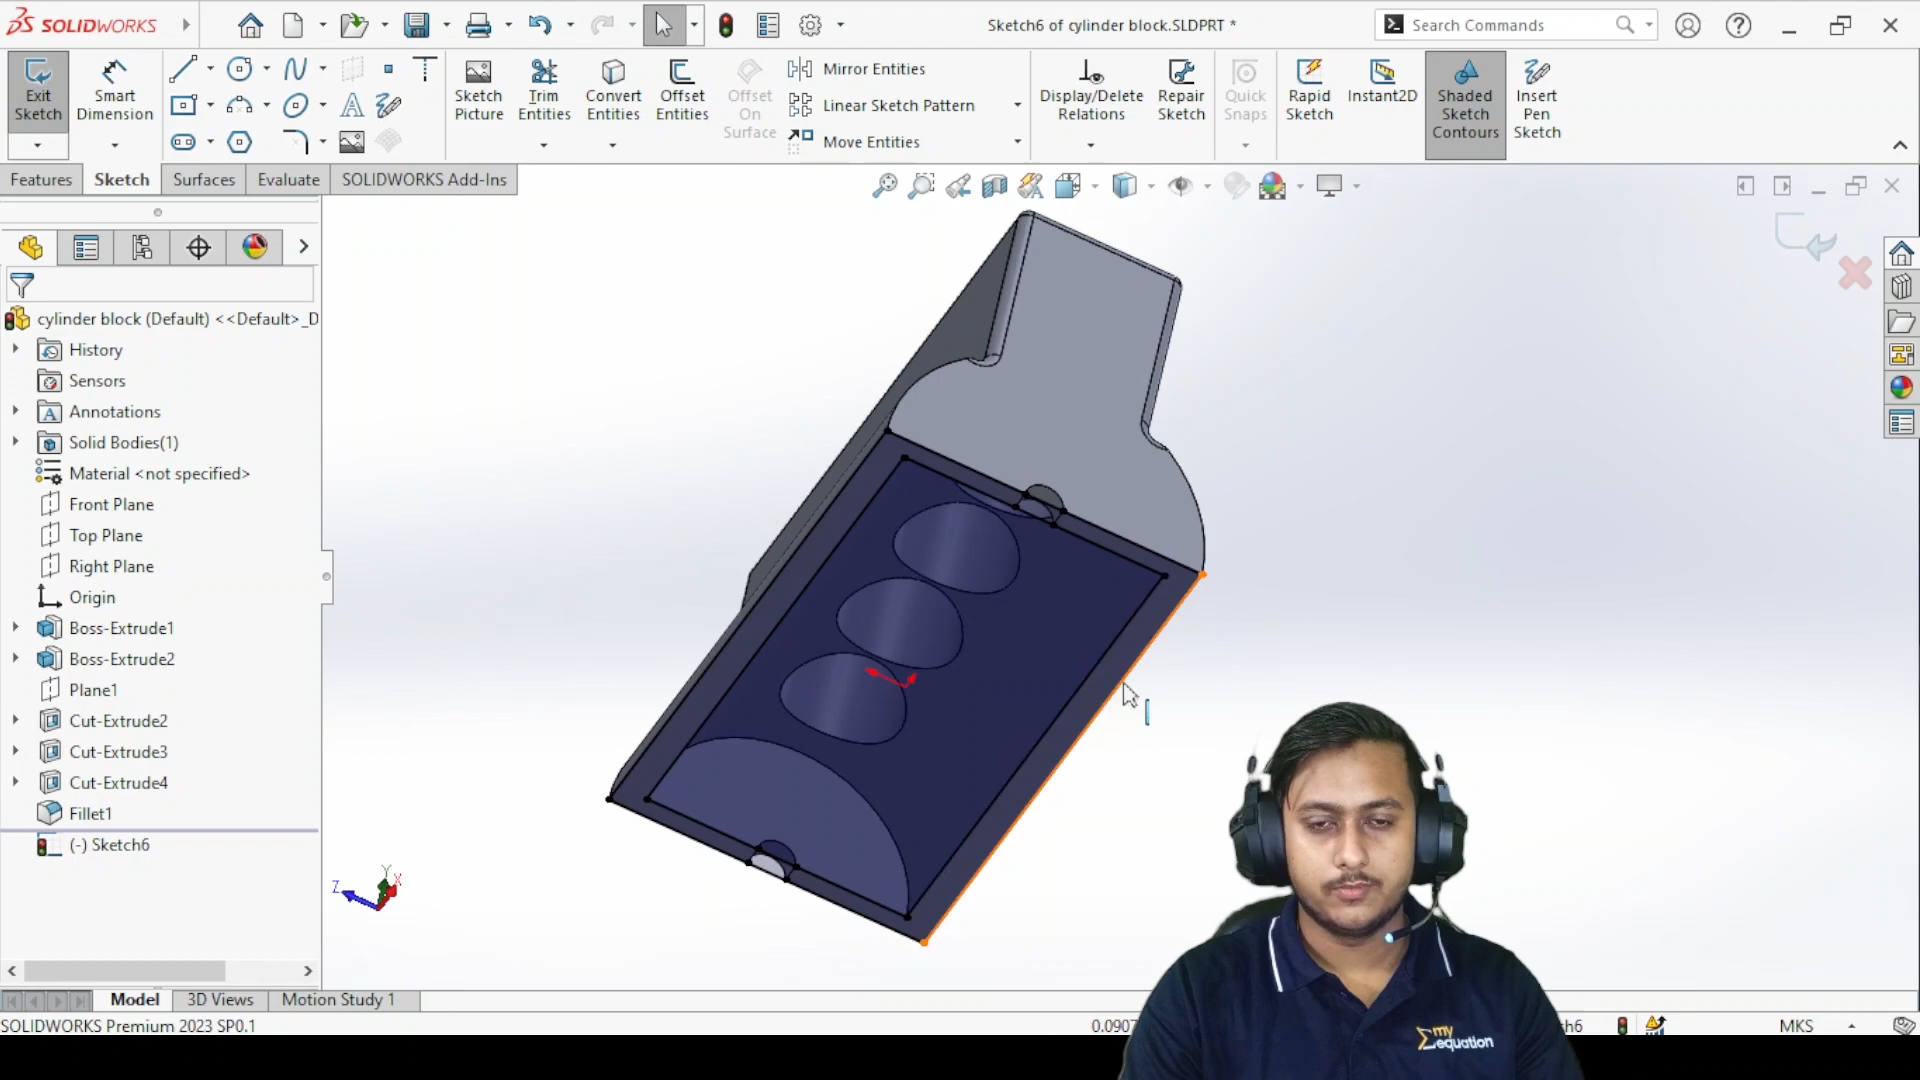 SOLIDWORKS
Sketch6 of cylinder block.SLDPRT *
Search Commands
Exit Sketch
Smart Dimension
Sketch Picture
Trim Entities
Convert Entities
Offset Entities
Offset On Surface
Mirror Entities
Linear Sketch Pattern
Move Entities
Display/Delete Relations
Repair Sketch
Quick Snaps
Rapid Sketch
Instant2D
Shaded Sketch Contours
Insert Pen Sketch
Features
Sketch
Surfaces
Evaluate
SOLIDWORKS Add-Ins
cylinder block (Default) <<Default>_D
History
Sensors
Annotations
Solid Bodies(1)
Material <not specified>
Front Plane
Top Plane
Right Plane
Origin
Boss-Extrude1
Boss-Extrude2
Plane1
Cut-Extrude2
Cut-Extrude3
Cut-Extrude4
Fillet1
(-) Sketch6
Y
X
Z
Model
3D Views
Motion Study 1
SOLIDWORKS Premium 2023 SP0.1
0.0907
h6
MKS
my
equation